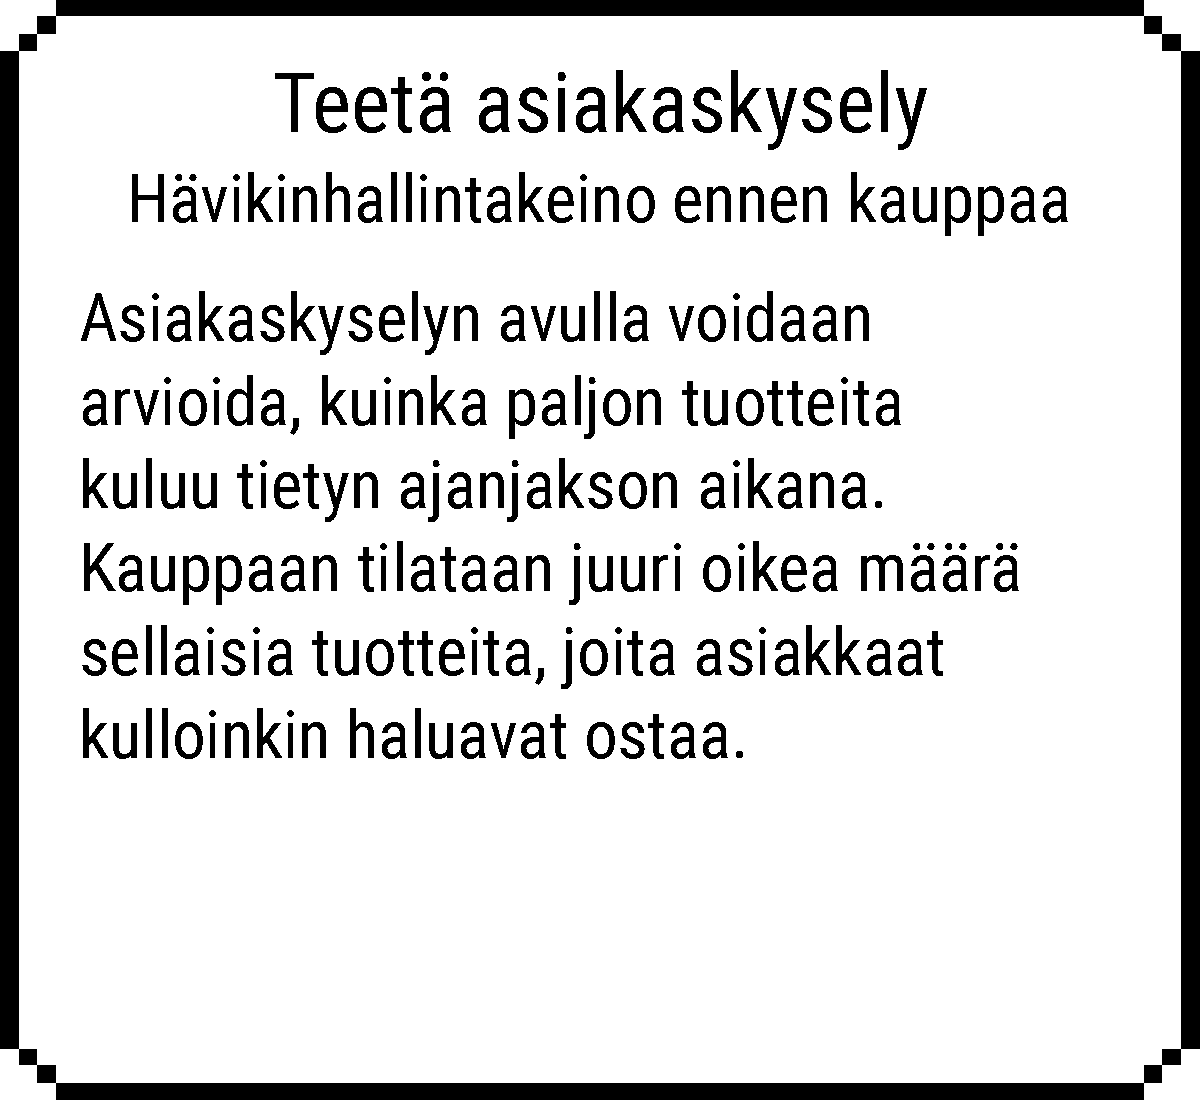 Teetä asiakaskysely
Hävikinhallintakeino ennen kauppaa
Asiakaskyselyn avulla voidaan
arvioida, kuinka paljon tuotteita
kuluu tietyn ajanjakson aikana.
Kauppaan tilataan juuri oikea määrä
sellaisia tuotteita, joita asiakkaat
kulloinkin haluavat ostaa.